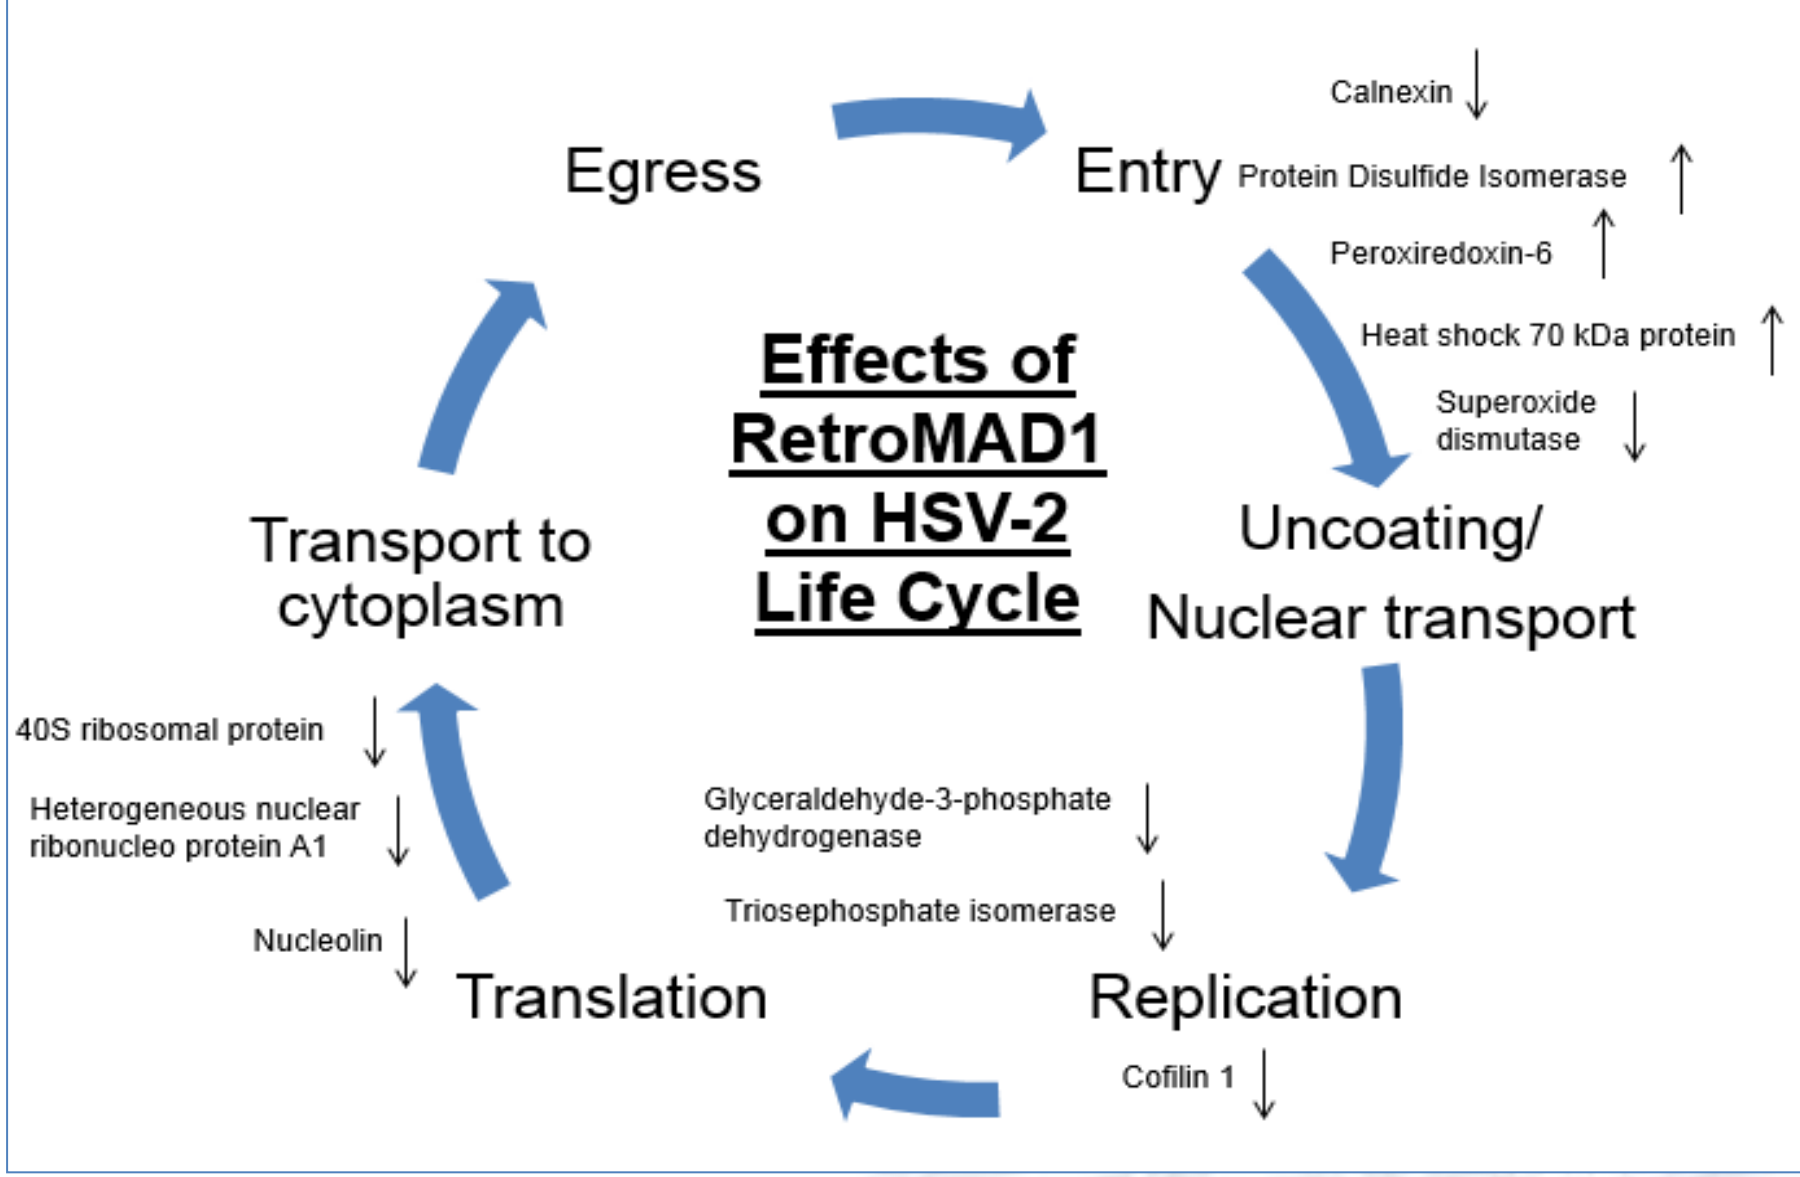 Calnexin
Egress
Entry
Protein Disulfide Isomerase
Peroxiredoxin-6
Heat shock 70 kDa protein
Superoxide
dismutase
Effects of
RetroMAD1
on HSV-2
Life Cycle
Uncoating/
Nuclear transport
Transport to
cytoplasm
40S ribosomal protein
Heterogeneous nuclear
ribonucleo protein A1
Nucleolin
Glyceraldehyde-3-phosphate
dehydrogenase
Triosephosphate isomerase
Translation
Replication
Cofilin 1